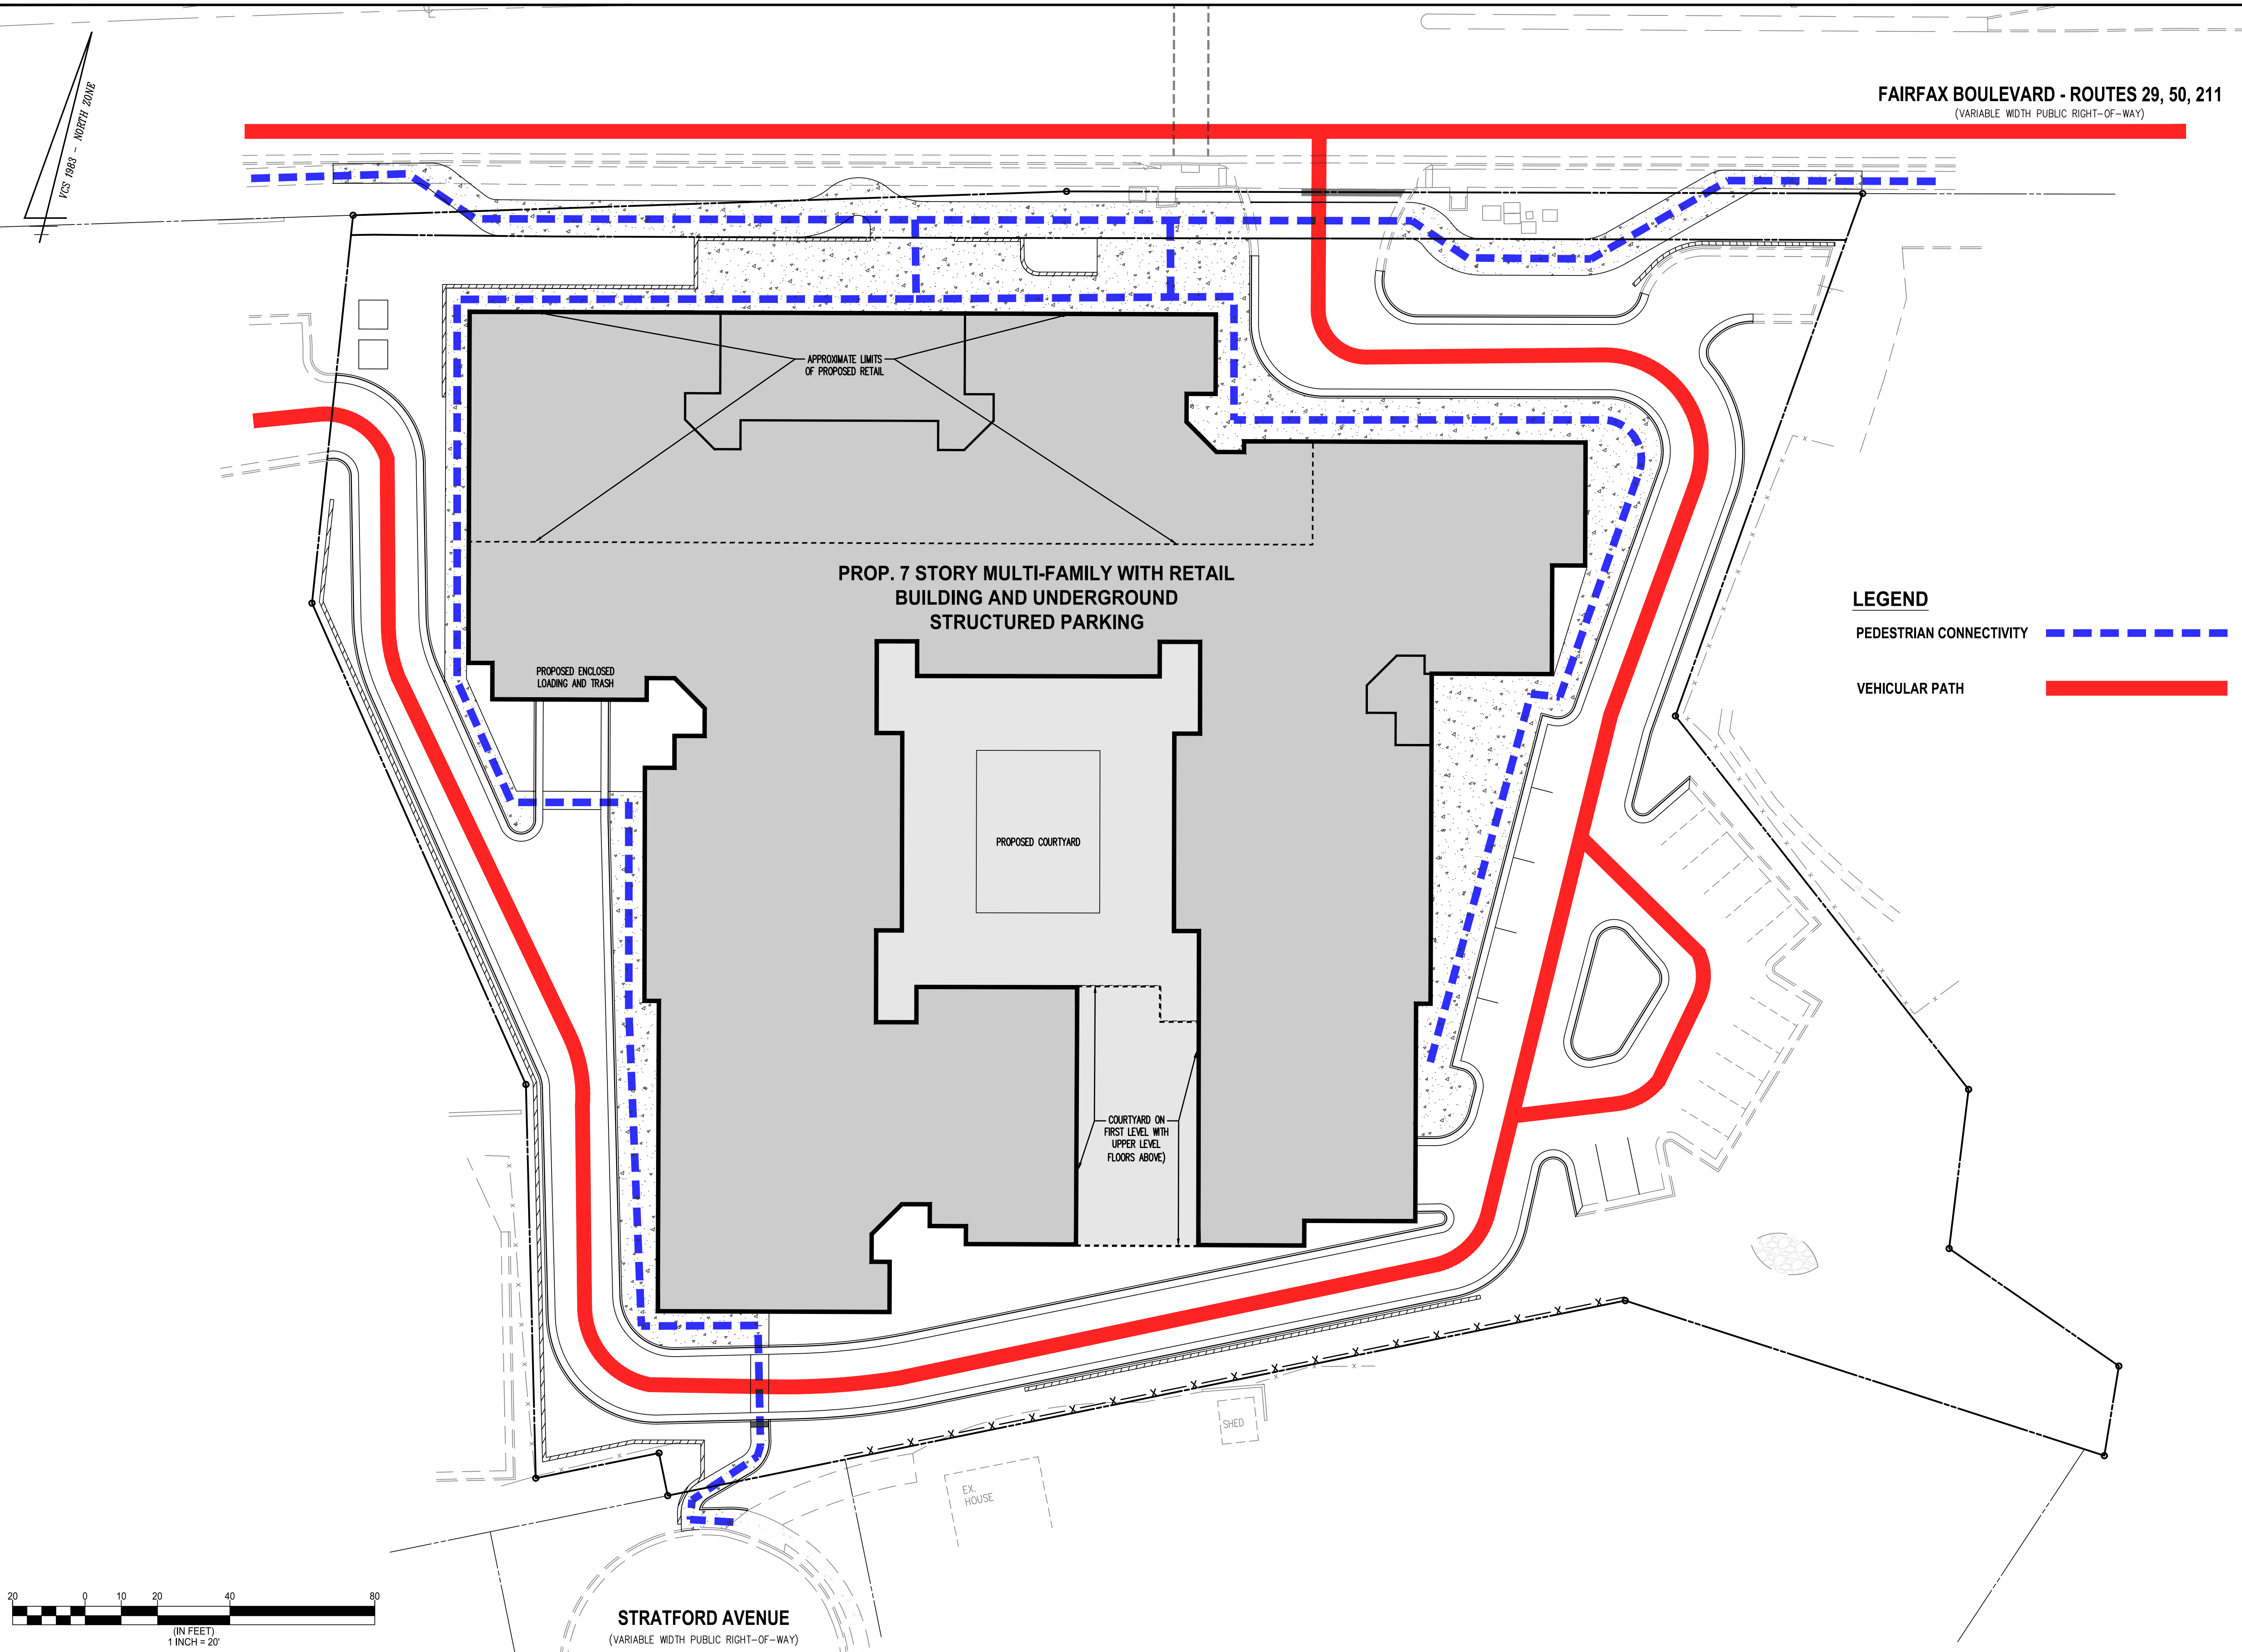 VCS 1983 - NORTH ZONE
FAIRFAX BOULEVARD - ROUTES 29, 50, 211
(VARIABLE WIDTH PUBLIC RIGHT-OF-WAY)
APPROXIMATE LIMITS
OF PROPOSED RETAIL
PROP. 7 STORY MULTI-FAMILY WITH RETAIL
BUILDING AND UNDERGROUND
STRUCTURED PARKING
LEGEND
PEDESTRIAN CONNECTIVITY
VEHICULAR PATH
PROPOSED ENCLOSED
LOADING AND TRASH
PROPOSED COURTYARD
COURTYARD ON
FIRST LEVEL WITH
UPPER LEVEL
FLOORS ABOVE)
SHED
EX.
HOUSE
20 0 10 20 40 80
(IN FEET)
1 INCH = 20'
STRATFORD AVENUE
(VARIABLE WIDTH PUBLIC RIGHT-OF-WAY)